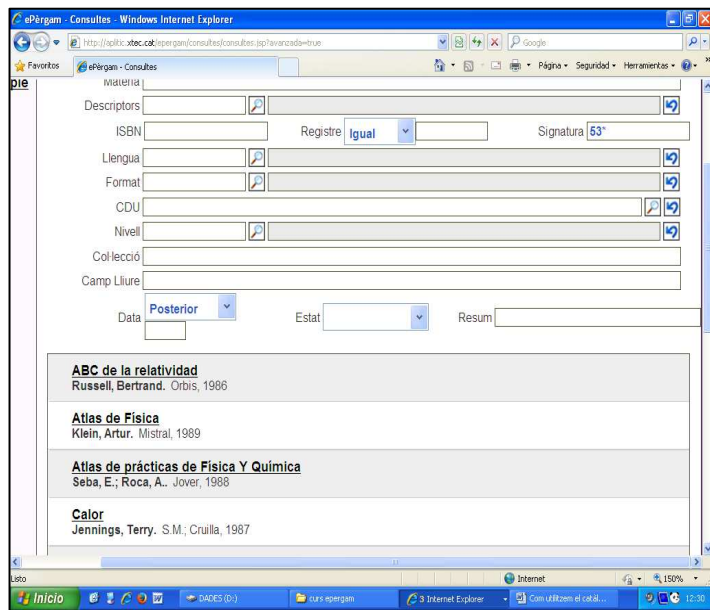 ePèrgam - Consultes - Windows Internet Explorer
http://aplitic.xtec.cat/epergam/consultes/consultes.jsp?avanzada=true
Google
Favoritos
ePèrgam - Consultes
Página
Seguridad
Herramientas
»
pie
Matèria
Descriptors
ISBN
Registre Igual
Signatura 53*
Llengua
Format
CDU
Nivell
Col·lecció
Camp Lliure
Data Posterior
Estat
Resum
ABC de la relatividad
Russell, Bertrand. Orbis, 1986
Atlas de Física
Klein, Artur. Mistral, 1989
Atlas de prácticas de Física Y Química
Seba, E.; Roca, A.. Jover, 1988
Calor
Jennings, Terry. S.M.; Cruilla, 1987
Listo
Internet
150%
Inicio
DADES (D:)
curs epergam
3 Internet Explorer
Com utilitzem el catàl...
12:30